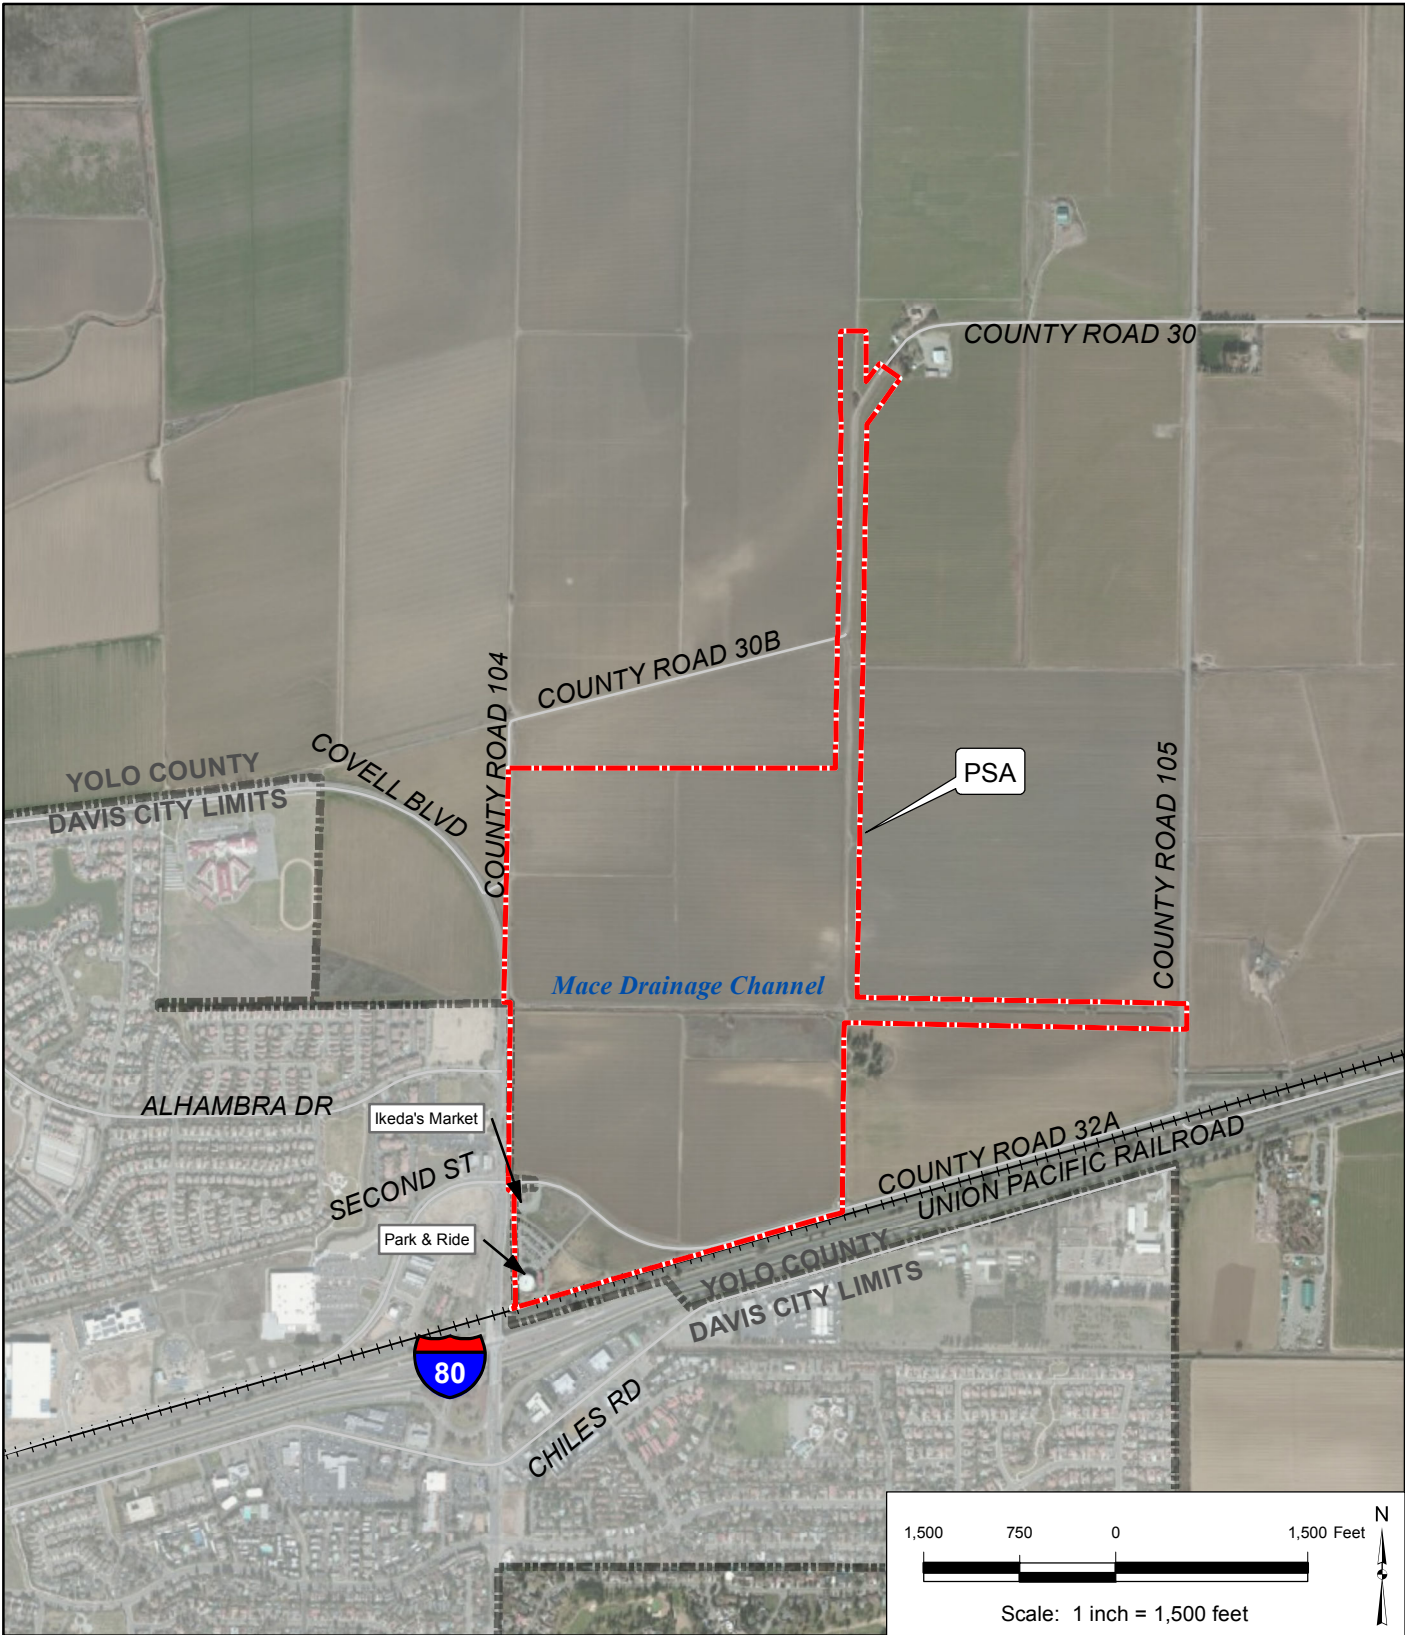 COUNTY ROAD 30
COUNTY ROAD 30B
COUNTY ROAD 104
COVELL BLVD
YOLO COUNTY
DAVIS CITY LIMITS
PSA
COUNTY ROAD 105
Mace Drainage Channel
ALHAMBRA DR
Ikeda's Market
SECOND ST
Park & Ride
COUNTY ROAD 32A
UNION PACIFIC RAILROAD
YOLO COUNTY
DAVIS CITY LIMITS
80
CHILES RD
N
1,500 750 0 1,500 Feet
Scale: 1 inch = 1,500 feet